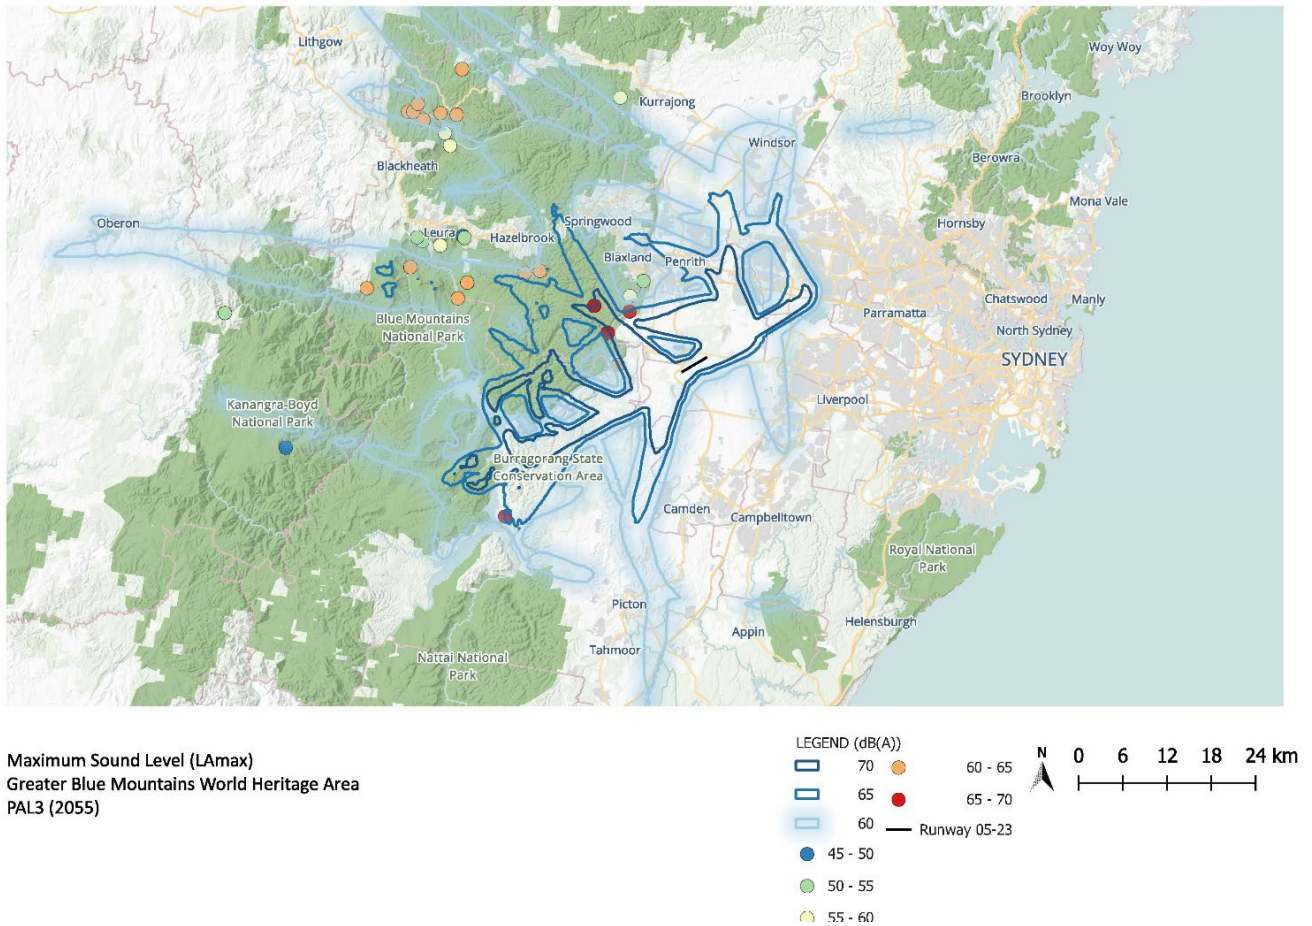 Lithgow
Woy Woy
Kurrajong
Brooklyn
Windsor
Blackheath
Berowra
Mona Vale
Oberon
Leura
Hazelbrook
Springwood
Hornsby
Blaxland
Penrith
Chatswood
Manly
Parramatta
Blue Mountains
National Park
North Sydney
SYDNEY
Kanangra-Boyd
National Park
Liverpool
Burragorang State
Conservation Area
Camden
Campbelltown
Royal National
Park
Picton
Appin
Helensburgh
Tahmoor
Nattai National
Park
Maximum Sound Level (LAmax)
Greater Blue Mountains World Heritage Area
PAL3 (2055)
LEGEND (dB(A))
70
65
60
45 - 50
50 - 55
55 - 60
60 - 65
65 - 70
Runway 05-23
N
0 6 12 18 24 km